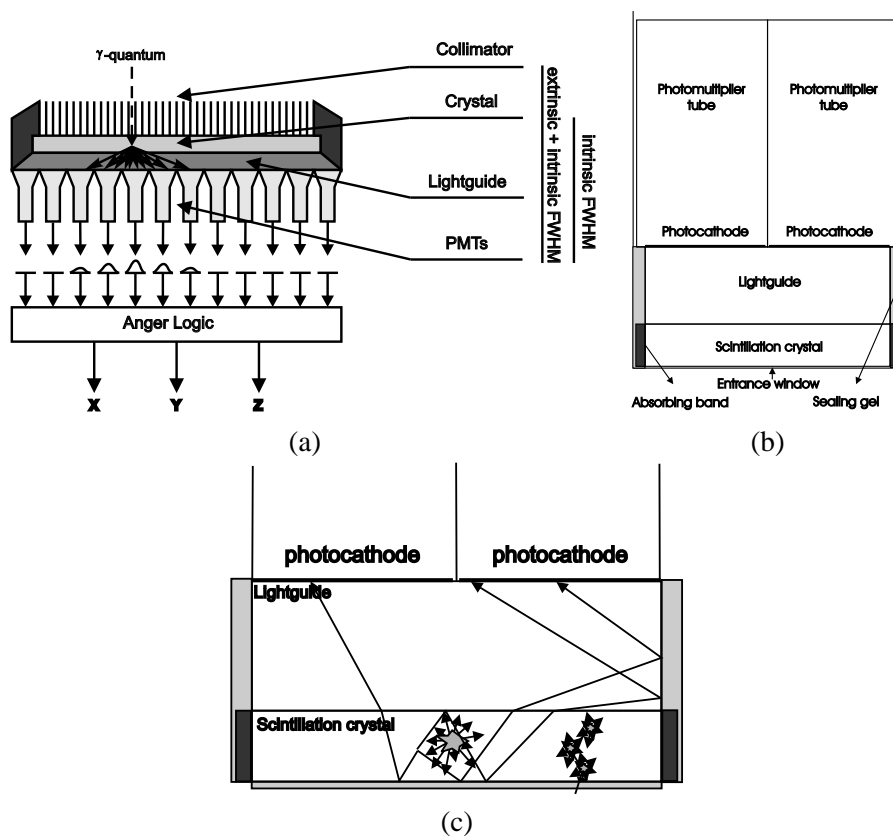 γ-quantum
Collimator
Crystal
Lightguide
PMTs
extrinsic + intrinsic FWHM
intrinsic FWHM
Anger Logic
X Y Z
(a)
Photomultiplier
tube
Photomultiplier
tube
Photocathode
Photocathode
Lightguide
Scintillation crystal
Entrance window
Absorbing band
Sealing gel
(b)
photocathode
photocathode
Lightguide
Scintillation crystal
(c)